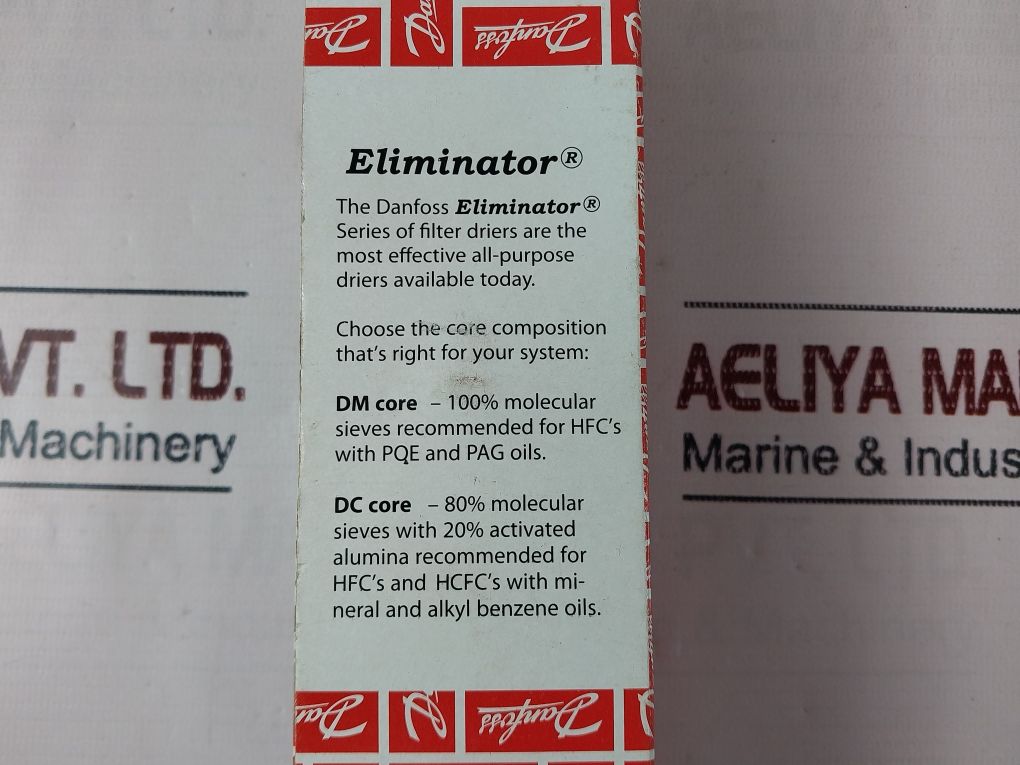 Danfoss
Eliminator®
The Danfoss Eliminator®
Series of filter driers are the
most effective all-purpose
driers available today.
Choose the core composition
that's right for your system:
DM core – 100% molecular
sieves recommended for HFC's
with PQE and PAG oils.
DC core – 80% molecular
sieves with 20% activated
alumina recommended for
HFC's and HCFC's with mi-
neral and alkyl benzene oils.
Danfoss
VT. LTD.
Machinery
AELIYA MA
Marine & Indus